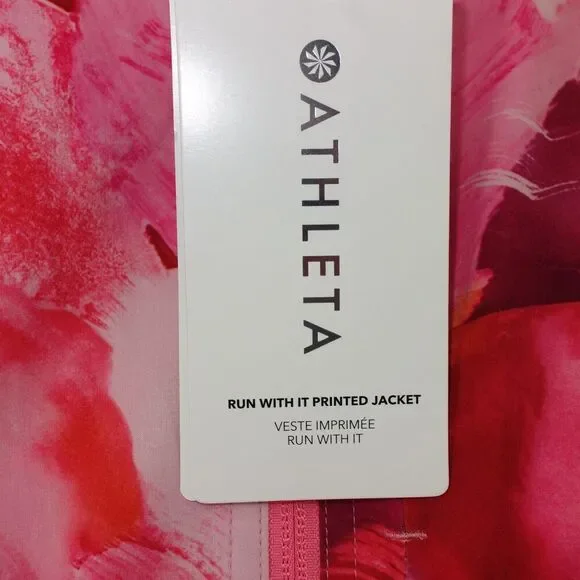 ATHLETA
RUN WITH IT PRINTED JACKET
VESTE IMPRIMÉE
RUN WITH IT